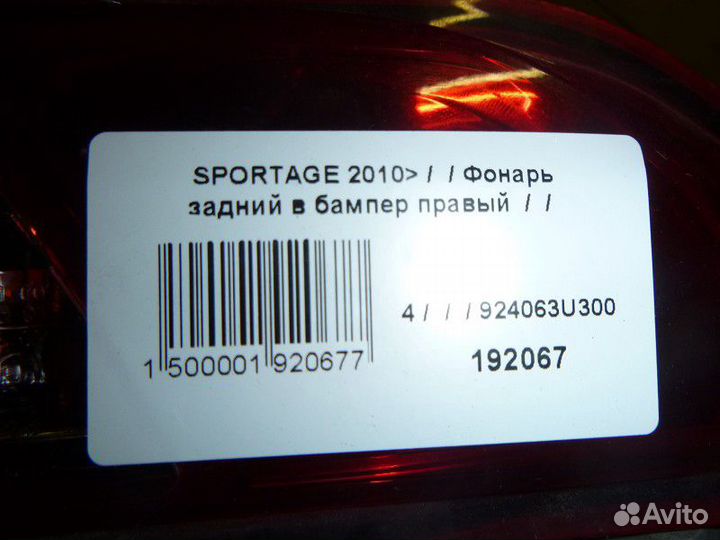 SPORTAGE 2010> / / Фонарь
задний в бампер правый / /
4 / / / 924063U300
192067
1 500001 920677
Avito